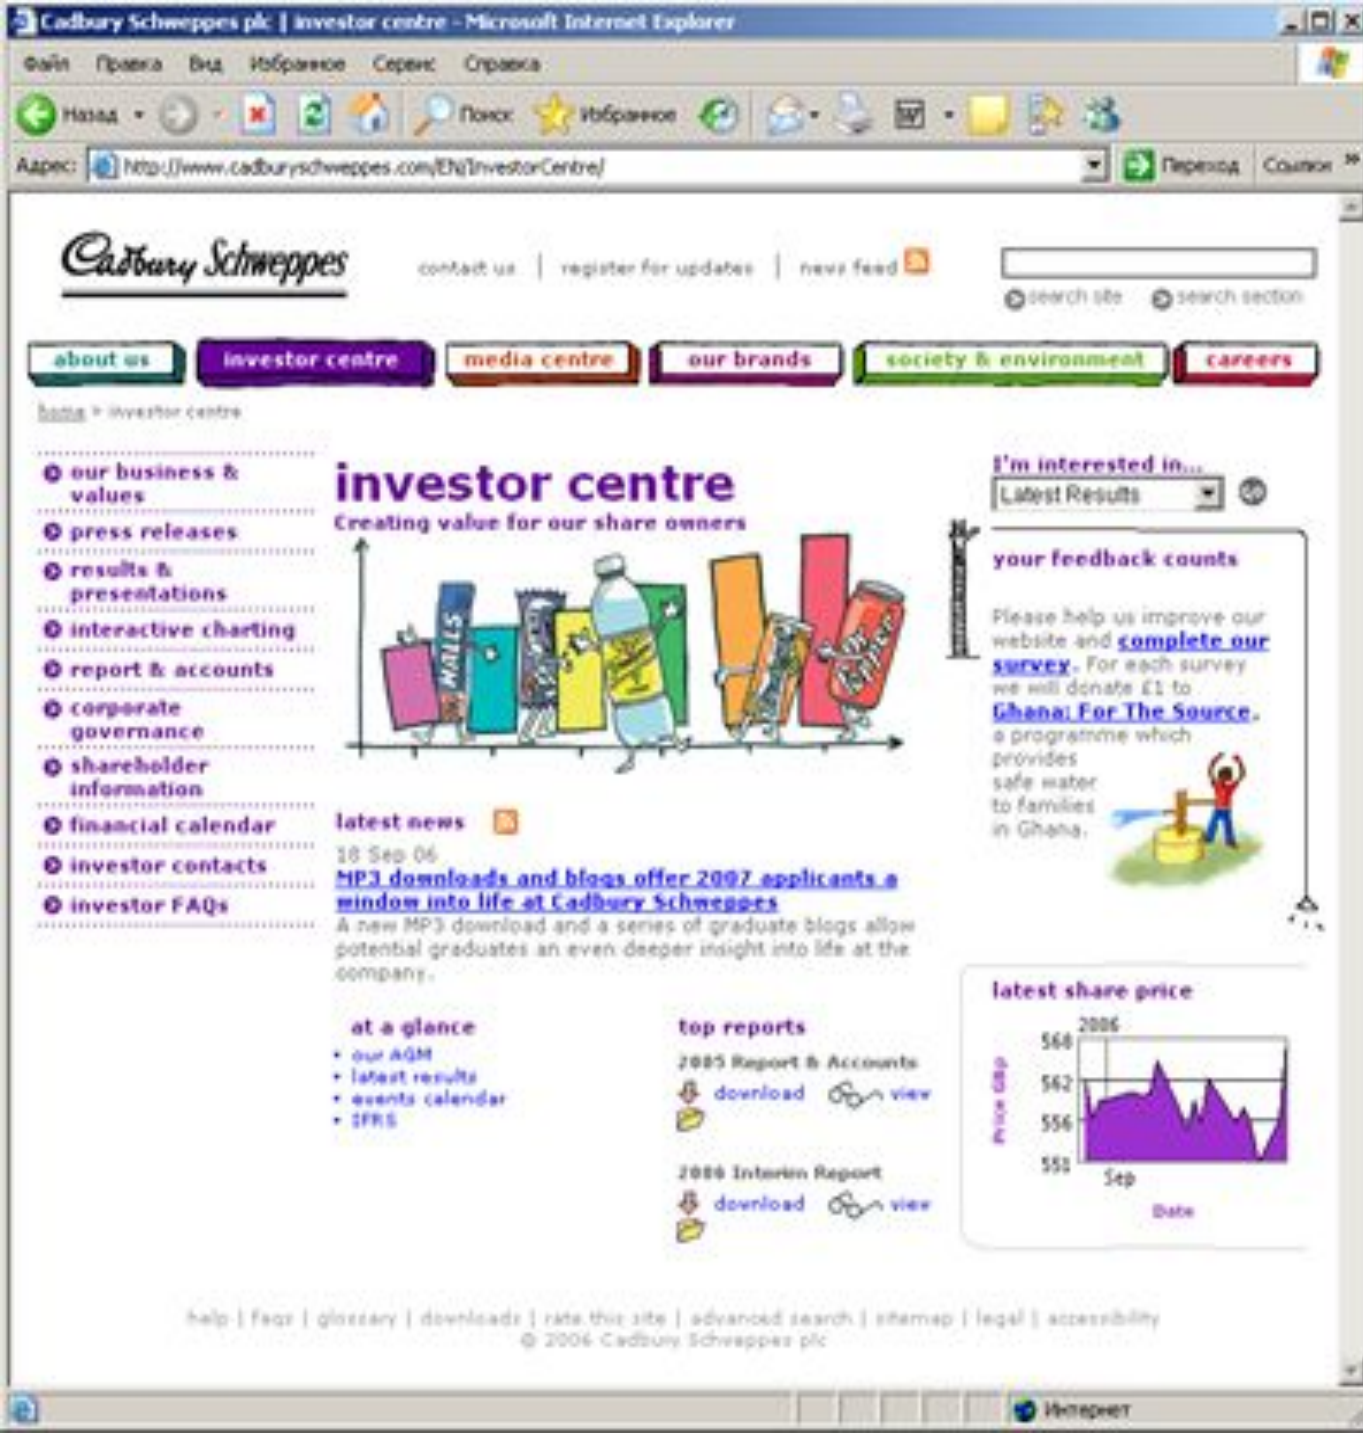 Cadbury Schweppes plc | investor centre - Microsoft Internet Explorer
Файл Правка Вид Избранное Сервис Справка
Назад Поиск Избранное
Адрес: http://www.cadburyschweppes.com/EN/InvestorCentre/ Переход Ссылки »
Cadbury Schweppes
contact us | register for updates | news feed
search site search section
about us investor centre media centre our brands society & environment careers
home > investor centre
our business &
values
press releases
results &
presentations
interactive charting
report & accounts
corporate
governance
shareholder
information
financial calendar
investor contacts
investor FAQs
investor centre
Creating value for our share owners
HALLS
latest news
18 Sep 06
MP3 downloads and blogs offer 2007 applicants a
window into life at Cadbury Schweppes
A new MP3 download and a series of graduate blogs allow
potential graduates an even deeper insight into life at the
company.
at a glance
• our AGM
• latest results
• events calendar
• IFRS
top reports
2005 Report & Accounts
download view
2006 Interim Report
download view
I'm interested in...
Latest Results
your feedback counts
Please help us improve our
website and complete our
survey. For each survey
we will donate £1 to
Ghana: For The Source,
a programme which
provides
safe water
to families
in Ghana.
latest share price
2006
568
562
556
551
Price GBp
Sep
Date
help | faqs | glossary | downloads | rate this site | advanced search | sitemap | legal | accessibility
© 2006 Cadbury Schweppes plc
Интернет